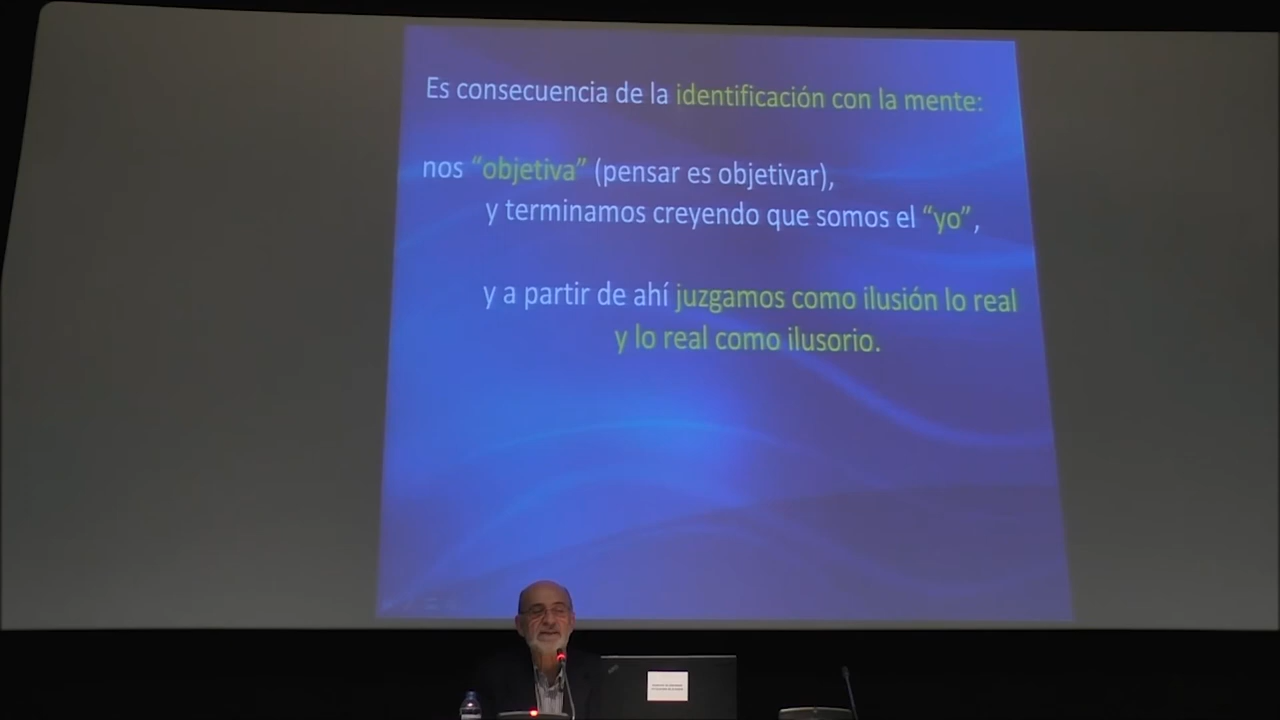 Es consecuencia de la identificación con la mente:
nos “objetiva” (pensar es objetivar),
y terminamos creyendo que somos el “yo”,
y a partir de ahí juzgamos como ilusión lo real
y lo real como ilusorio.